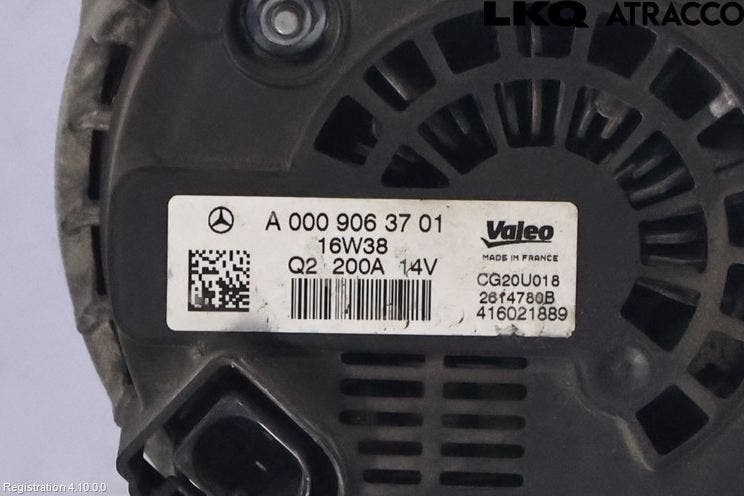 LKQ ATRACCO
A 000 906 37 01
16W38
Q2 200A 14V
Valeo
MADE IN FRANCE
CG20U018
2614780B
416021889
Registration 4.10.0.0